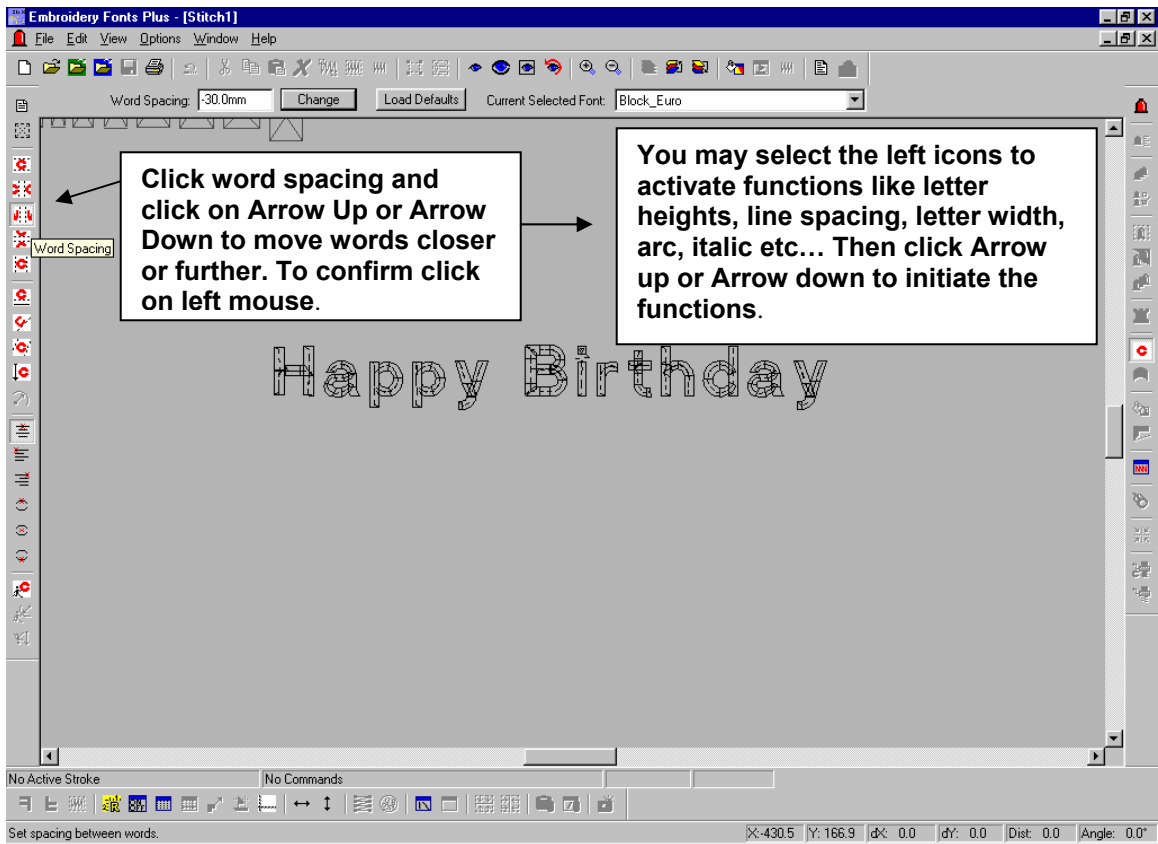 Embroidery Fonts Plus - [Stitch1]
File Edit View Options Window Help
Word Spacing: -30.0mm Change Load Defaults Current Selected Font: Block_Euro
Click word spacing and
click on Arrow Up or Arrow
Down to move words closer
or further. To confirm click
on left mouse.
You may select the left icons to
activate functions like letter
heights, line spacing, letter width,
arc, italic etc… Then click Arrow
up or Arrow down to initiate the
functions.
Word Spacing
Happy Birthday
No Active Stroke No Commands
Set spacing between words. X:-430.5 Y: 166.9 dX: 0.0 dY: 0.0 Dist: 0.0 Angle: 0.0°